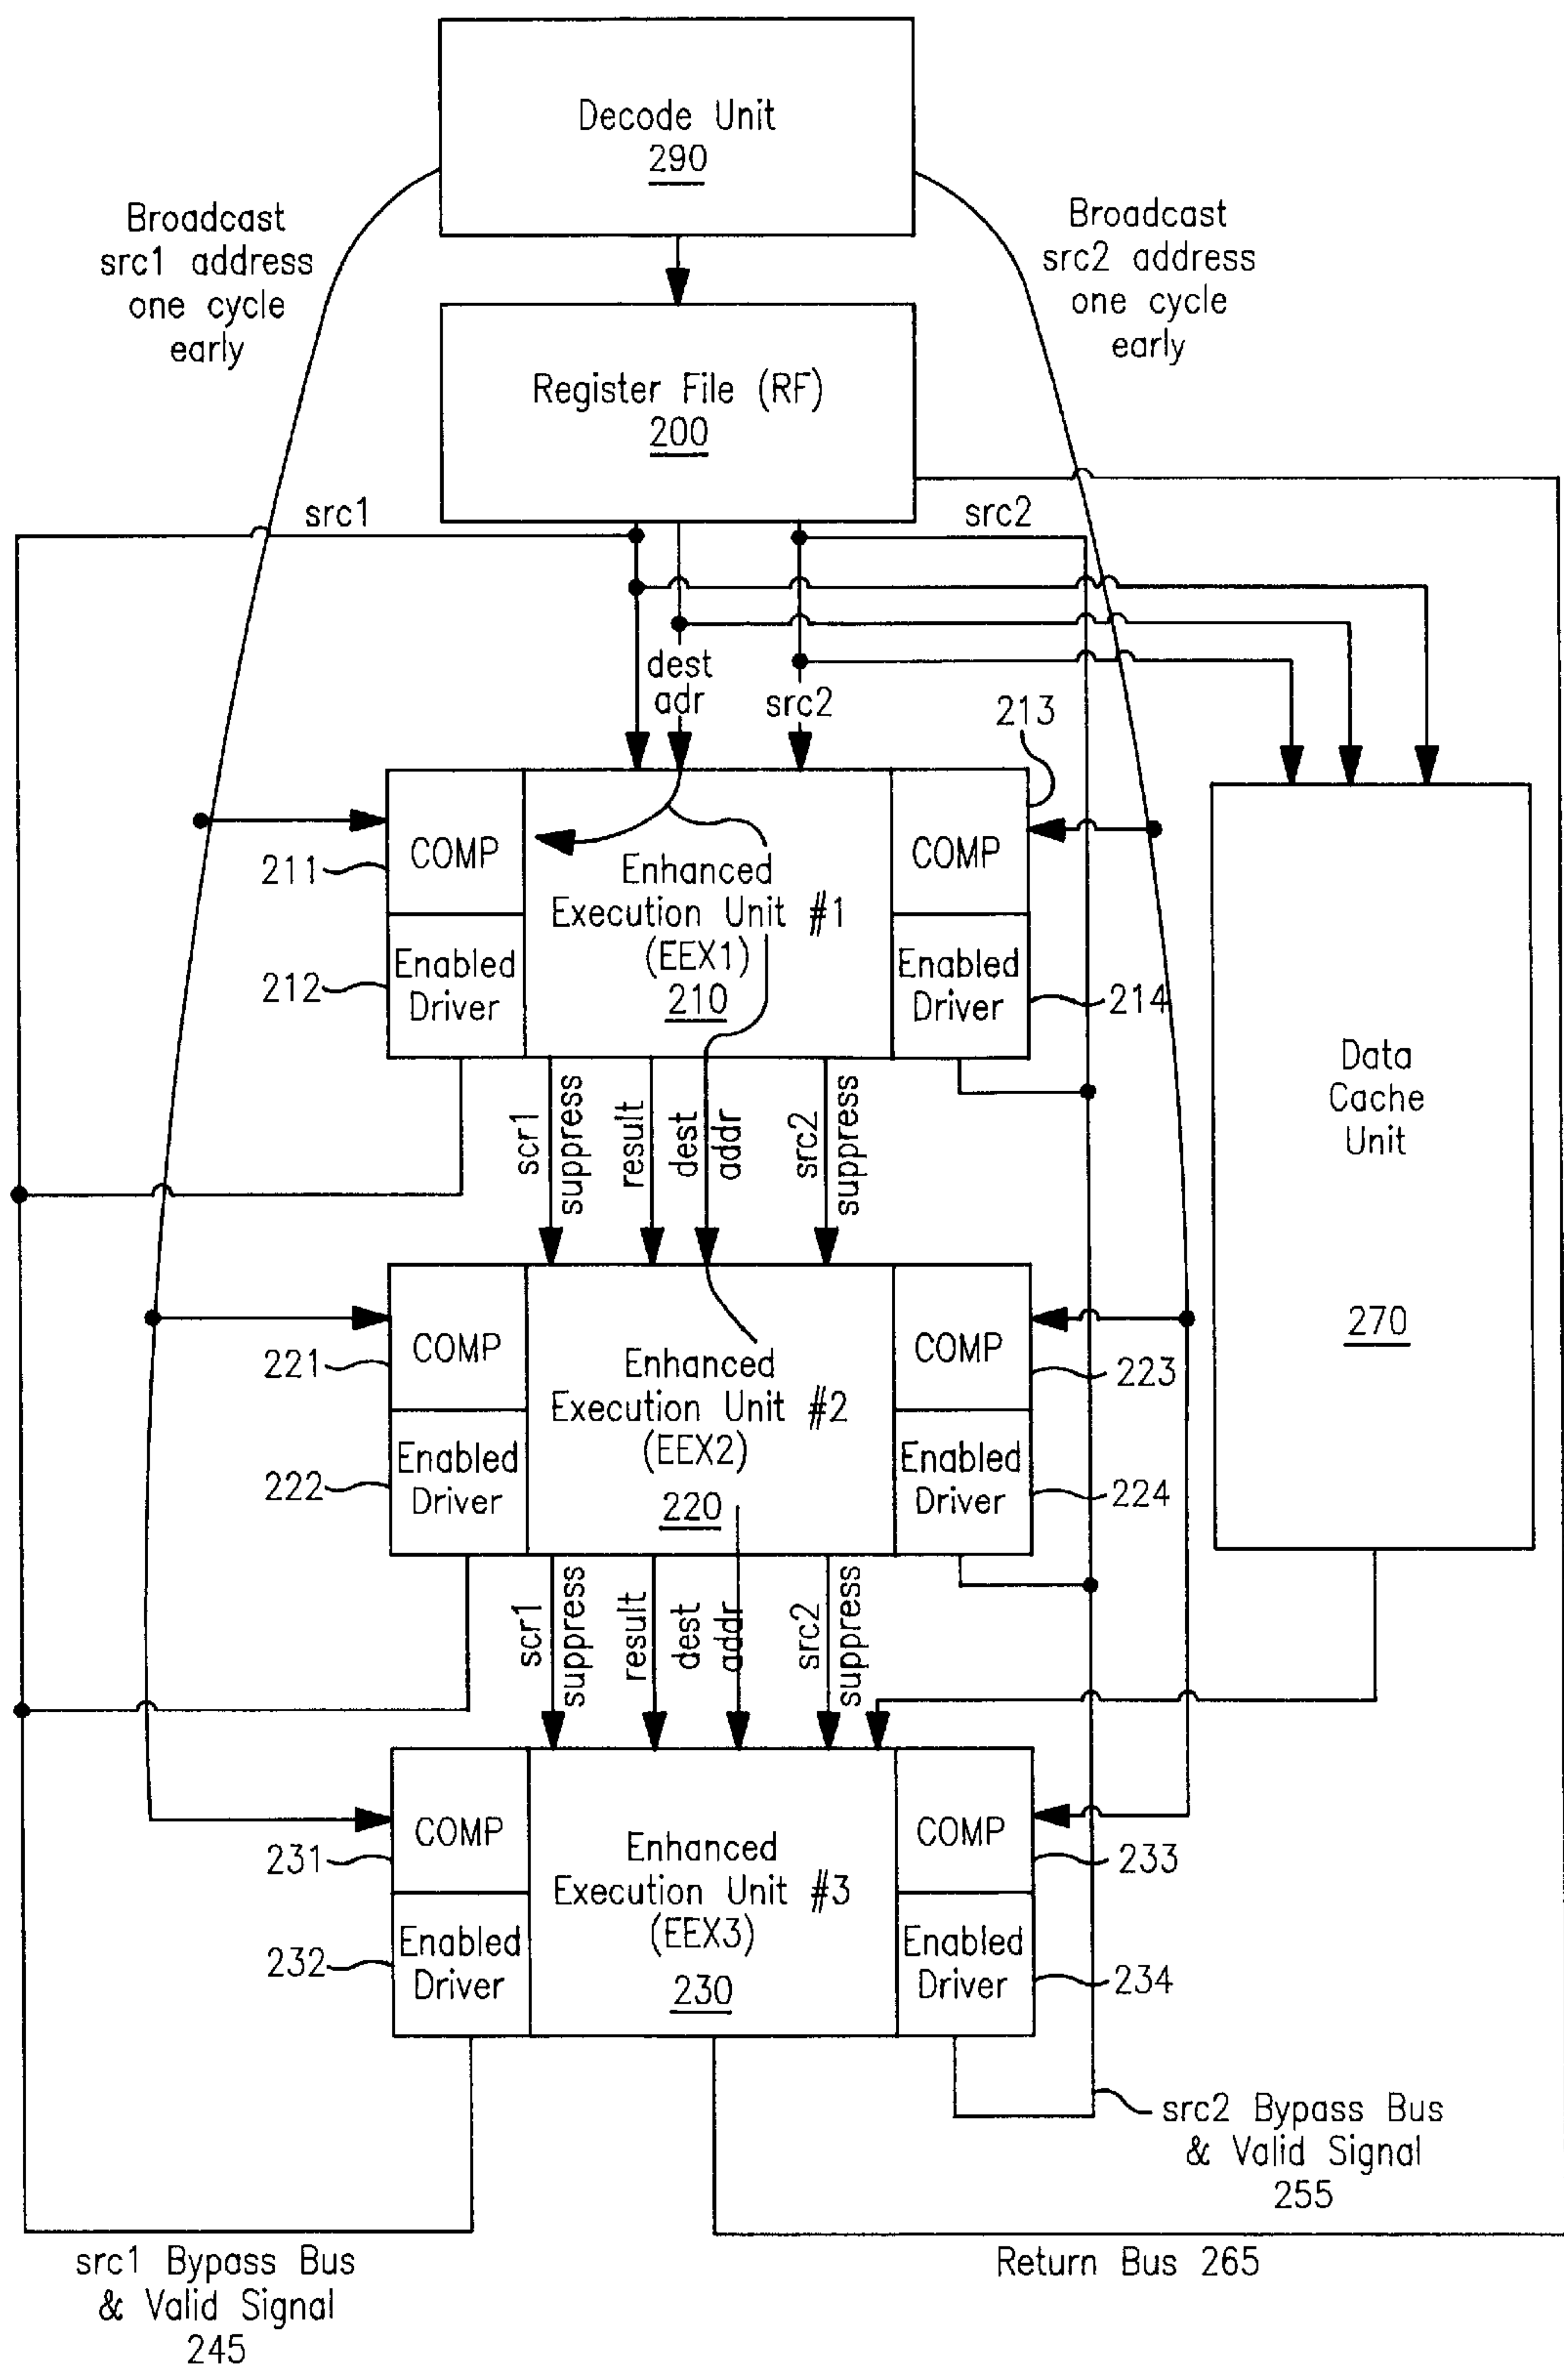 Decode Unit
290
Broadcast
src1 address
one cycle
early
Broadcast
src2 address
one cycle
early
Register File (RF)
200
src1
src2
dest
adr
src2
213
COMP
211
Enabled
Driver
212
Enhanced
Execution Unit #1
(EEX1)
210
COMP
Enabled
Driver
214
Data
Cache
Unit
270
scr1
suppress
result
dest
addr
src2
suppress
COMP
221
Enabled
Driver
222
Enhanced
Execution Unit #2
(EEX2)
220
COMP
223
Enabled
Driver
224
scr1
suppress
result
dest
addr
src2
suppress
COMP
231
Enabled
Driver
232
Enhanced
Execution Unit #3
(EEX3)
230
COMP
233
Enabled
Driver
234
src2 Bypass Bus
& Valid Signal
255
src1 Bypass Bus
& Valid Signal
245
Return Bus 265